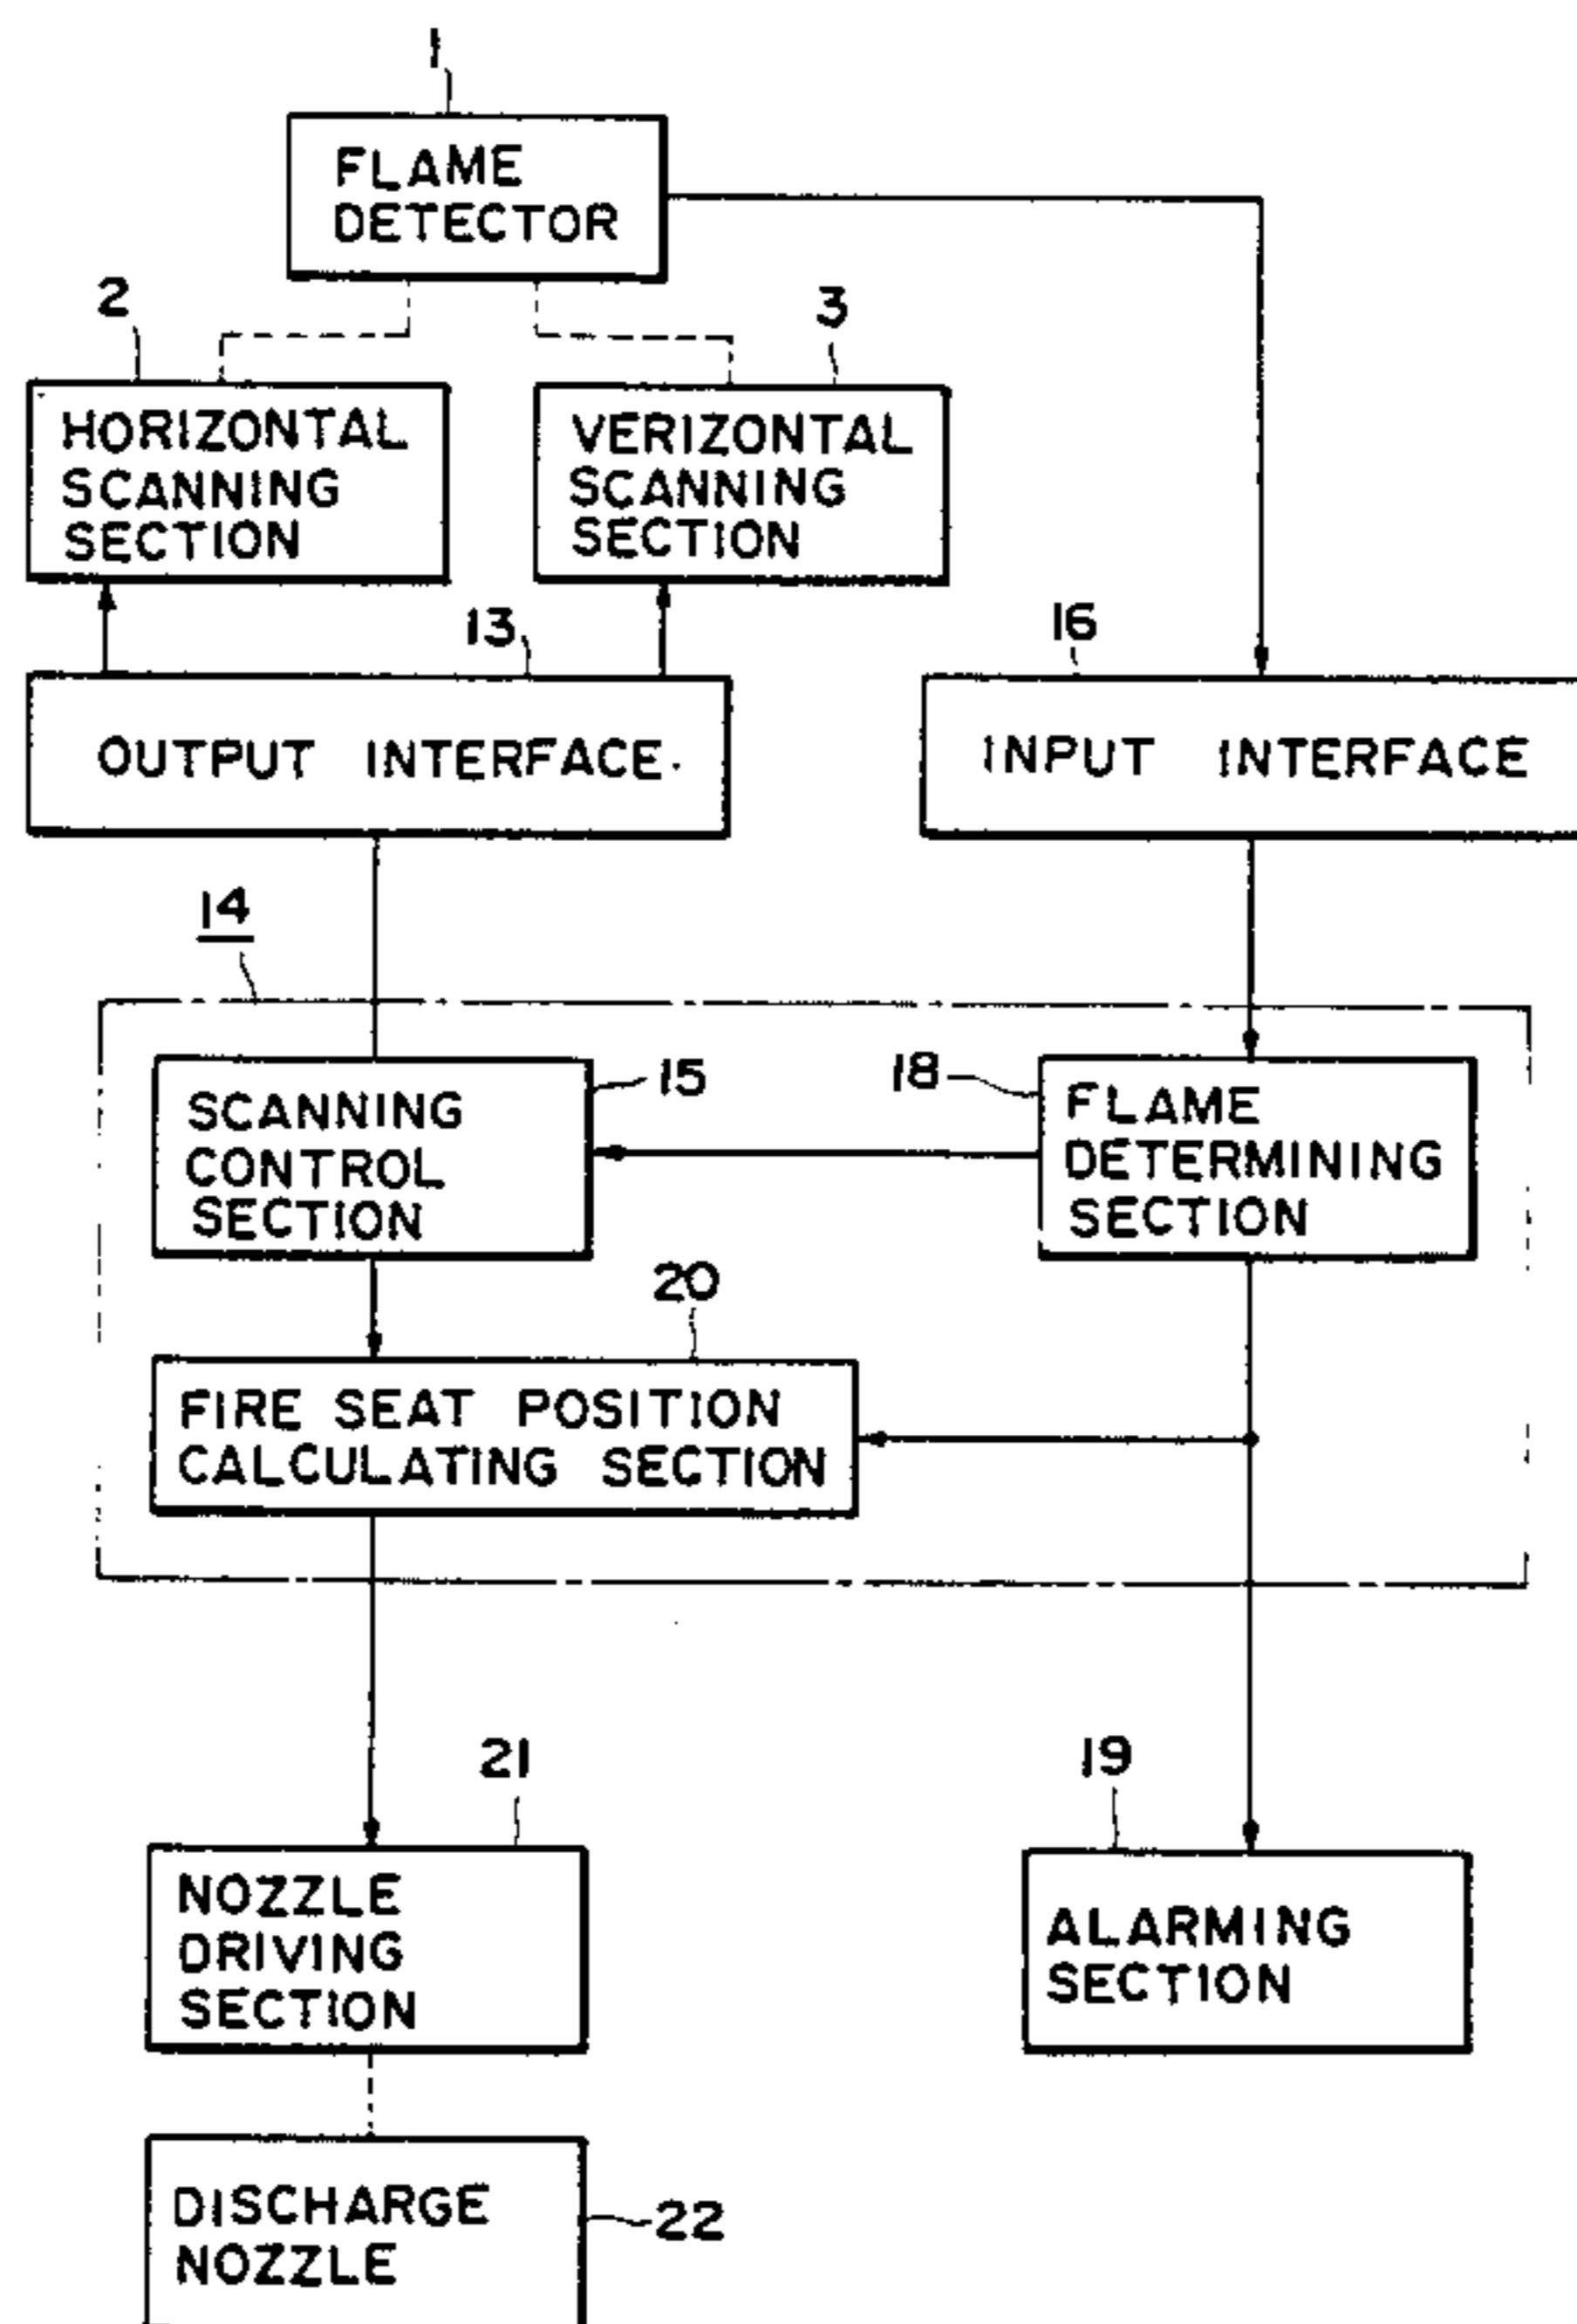 1
FLAME
DETECTOR
2
3
HORIZONTAL
SCANNING
SECTION
VERIZONTAL
SCANNING
SECTION
13
16
OUTPUT INTERFACE
INPUT INTERFACE
14
15
18
SCANNING
CONTROL
SECTION
FLAME
DETERMINING
SECTION
20
FIRE SEAT POSITION
CALCULATING SECTION
21
19
NOZZLE
DRIVING
SECTION
ALARMING
SECTION
DISCHARGE
NOZZLE
22